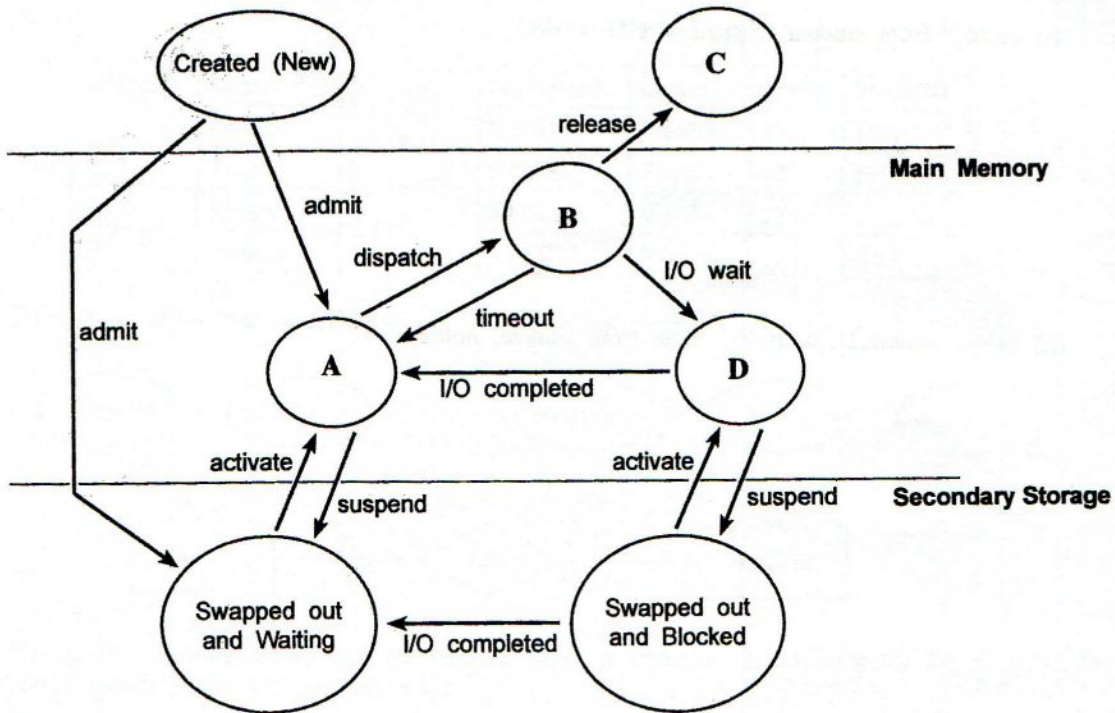 Created (New)
C
release
Main Memory
admit
B
dispatch
I/O wait
admit
timeout
A
D
I/O completed
activate
activate
suspend
suspend
Secondary Storage
Swapped out
and Waiting
I/O completed
Swapped out
and Blocked